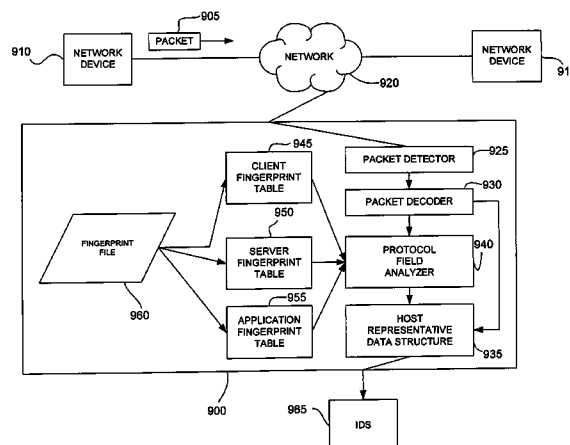 905
PACKET
910
NETWORK
DEVICE
NETWORK
920
NETWORK
DEVICE
91
945
CLIENT
FINGERPRINT
TABLE
PACKET DETECTOR
925
PACKET DECODER
930
FINGERPRINT
FILE
960
950
SERVER
FINGERPRINT
TABLE
PROTOCOL
FIELD
ANALYZER
940
955
APPLICATION
FINGERPRINT
TABLE
HOST
REPRESENTATIVE
DATA STRUCTURE
935
900
965
IDS